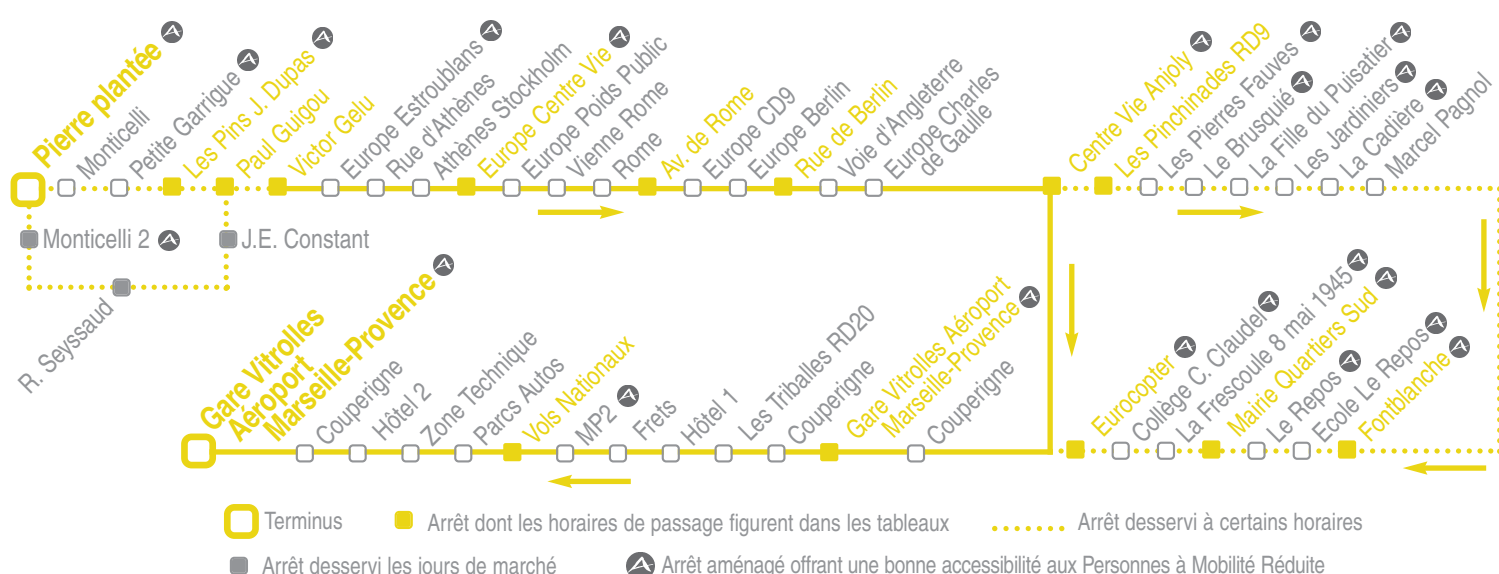 Pierre plantée
Monticelli
Petite Garrigue
Les Pins J. Dupas
Paul Guigou
Victor Gelu
Europe Estroublans
Rue d'Athènes
Athènes Stockholm
Europe Centre Vie
Europe Poids Public
Vienne Rome
Rome
Av. de Rome
Europe CD9
Europe Berlin
Rue de Berlin
Voie d'Angleterre
Europe Charles
de Gaulle
Centre Vie Anjoly
Les Pinchinades RD9
Les Pierres Fauves
Le Brusquié
La Fille du Puisatier
Les Jardiniers
La Cadière
Marcel Pagnol
Monticelli 2
J.E. Constant
R. Seyssaud
Gare Vitrolles
Aéroport
Marseille-Provence
Couperigne
Hôtel 2
Zone Technique
Parcs Autos
Vols Nationaux
MP2
Frets
Hôtel 1
Les Triballes RD20
Couperigne
Gare Vitrolles Aéroport
Marseille-Provence
Couperigne
Eurocopter
Collège C. Claudel
La Frescoule 8 mai 1945
Mairie Quartiers Sud
Le Repos
Ecole Le Repos
Fontblanche
Terminus
Arrêt dont les horaires de passage figurent dans les tableaux
Arrêt desservi à certains horaires
Arrêt desservi les jours de marché
Arrêt aménagé offrant une bonne accessibilité aux Personnes à Mobilité Réduite